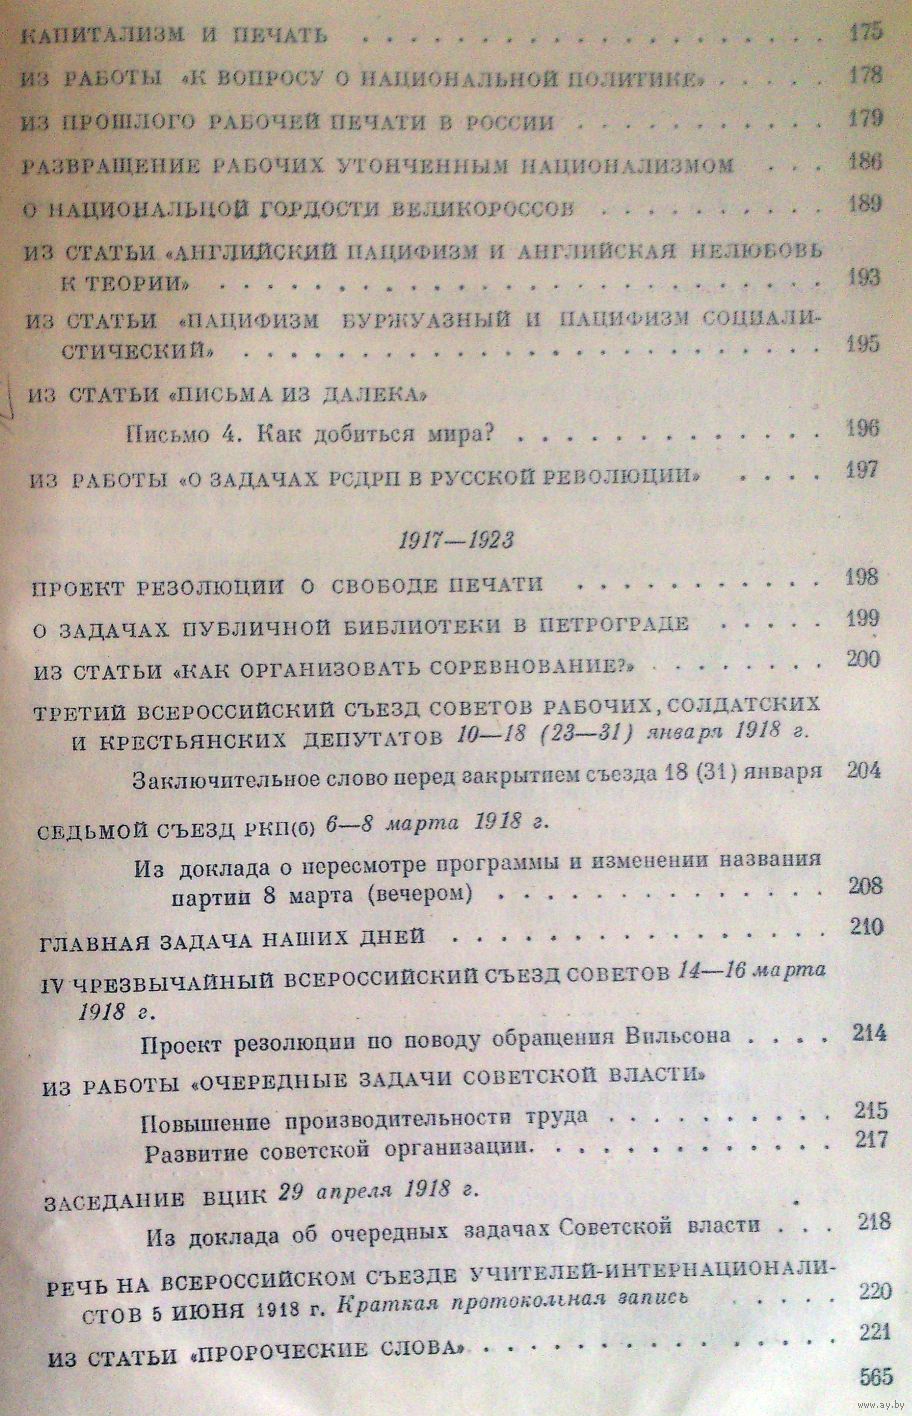 КАПИТАЛИЗМ И ПЕЧАТЬ . . . . . . . . . . . . . . . . . . . . 175
ИЗ РАБОТЫ «К ВОПРОСУ О НАЦИОНАЛЬНОЙ ПОЛИТИКЕ» . . . . . 178
ИЗ ПРОШЛОГО РАБОЧЕЙ ПЕЧАТИ В РОССИИ . . . . . . . . . . . 179
РАЗВРАЩЕНИЕ РАБОЧИХ УТОНЧЕННЫМ НАЦИОНАЛИЗМОМ . . . 186
О НАЦИОНАЛЬНОЙ ГОРДОСТИ ВЕЛИКОРОССОВ . . . . . . . . . . 189
ИЗ СТАТЬИ «АНГЛИЙСКИЙ ПАЦИФИЗМ И АНГЛИЙСКАЯ НЕЛЮБОВЬ
К ТЕОРИИ» . . . . . . . . . . . . . . . . . . . . . . . . . 193
ИЗ СТАТЬИ «ПАЦИФИЗМ БУРЖУАЗНЫЙ И ПАЦИФИЗМ СОЦИАЛИ-
СТИЧЕСКИЙ» . . . . . . . . . . . . . . . . . . . . . . . . 195
ИЗ СТАТЬИ «ПИСЬМА ИЗ ДАЛЕКА»
Письмо 4. Как добиться мира? . . . . . . . . . . . . . . 196
ИЗ РАБОТЫ «О ЗАДАЧАХ РСДРП В РУССКОЙ РЕВОЛЮЦИИ» . . . . 197
1917—1923
ПРОЕКТ РЕЗОЛЮЦИИ О СВОБОДЕ ПЕЧАТИ . . . . . . . . . . . 198
О ЗАДАЧАХ ПУБЛИЧНОЙ БИБЛИОТЕКИ В ПЕТРОГРАДЕ . . . . . 199
ИЗ СТАТЬИ «КАК ОРГАНИЗОВАТЬ СОРЕВНОВАНИЕ?» . . . . . . . . 200
ТРЕТИЙ ВСЕРОССИЙСКИЙ СЪЕЗД СОВЕТОВ РАБОЧИХ, СОЛДАТСКИХ
И КРЕСТЬЯНСКИХ ДЕПУТАТОВ 10—18 (23—31) января 1918 г.
Заключительное слово перед закрытием съезда 18 (31) января 204
СЕДЬМОЙ СЪЕЗД РКП(б) 6—8 марта 1918 г.
Из доклада о пересмотре программы и изменении названия
партии 8 марта (вечером) . . . . . . . . . . . . . . 208
ГЛАВНАЯ ЗАДАЧА НАШИХ ДНЕЙ . . . . . . . . . . . . . . . . 210
IV ЧРЕЗВЫЧАЙНЫЙ ВСЕРОССИЙСКИЙ СЪЕЗД СОВЕТОВ 14—16 марта
1918 г.
Проект резолюции по поводу обращения Вильсона . . . . 214
ИЗ РАБОТЫ «ОЧЕРЕДНЫЕ ЗАДАЧИ СОВЕТСКОЙ ВЛАСТИ»
Повышение производительности труда . . . . . . . . . . 215
Развитие советской организации. . . . . . . . . . . . . 217
ЗАСЕДАНИЕ ВЦИК 29 апреля 1918 г.
Из доклада об очередных задачах Советской власти . . . 218
РЕЧЬ НА ВСЕРОССИЙСКОМ СЪЕЗДЕ УЧИТЕЛЕЙ-ИНТЕРНАЦИОНАЛИ-
СТОВ 5 ИЮНЯ 1918 г. Краткая протокольная запись . . . . . 220
ИЗ СТАТЬИ «ПРОРОЧЕСКИЕ СЛОВА» . . . . . . . . . . . . . . . 221
565
www.ay.by